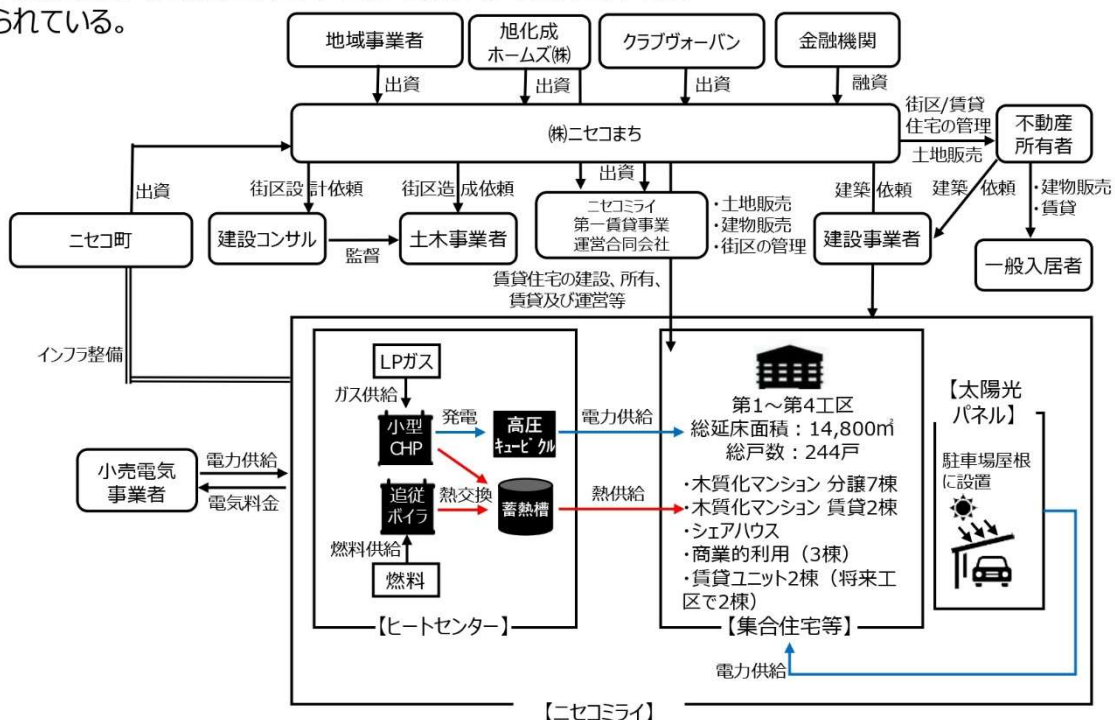 られている。
地域事業者
旭化成
ホームズ㈱
クラブヴォーバン
金融機関
出資
出資
出資
融資
㈱ニセコまち
街区/賃貸
住宅の管理
土地販売
不動産
所有者
出資
街区設計依頼
街区造成依頼
出資
建築依頼
建築依頼
・建物販売
・賃貸
ニセコ町
建設コンサル
監督
土木事業者
ニセコミライ
第一賃貸事業
運営合同会社
・土地販売
・建物販売
・街区の管理
建設事業者
一般入居者
賃貸住宅の建設、所有、
賃貸及び運営等
インフラ整備
LPガス
ガス供給
小型
CHP
発電
高圧
キュービクル
電力供給
追従
ボイラ
熱交換
蓄熱槽
熱供給
燃料供給
燃料
【ヒートセンター】
第1～第4工区
総延床面積：14,800㎡
総戸数：244戸
・木質化マンション 分譲7棟
・木質化マンション 賃貸2棟
・シェアハウス
・商業的利用（3棟）
・賃貸ユニット2棟（将来工
区で2棟）
【集合住宅等】
【太陽光
パネル】
駐車場屋根
に設置
電力供給
小売電気
事業者
電力供給
電気料金
【ニセコミライ】